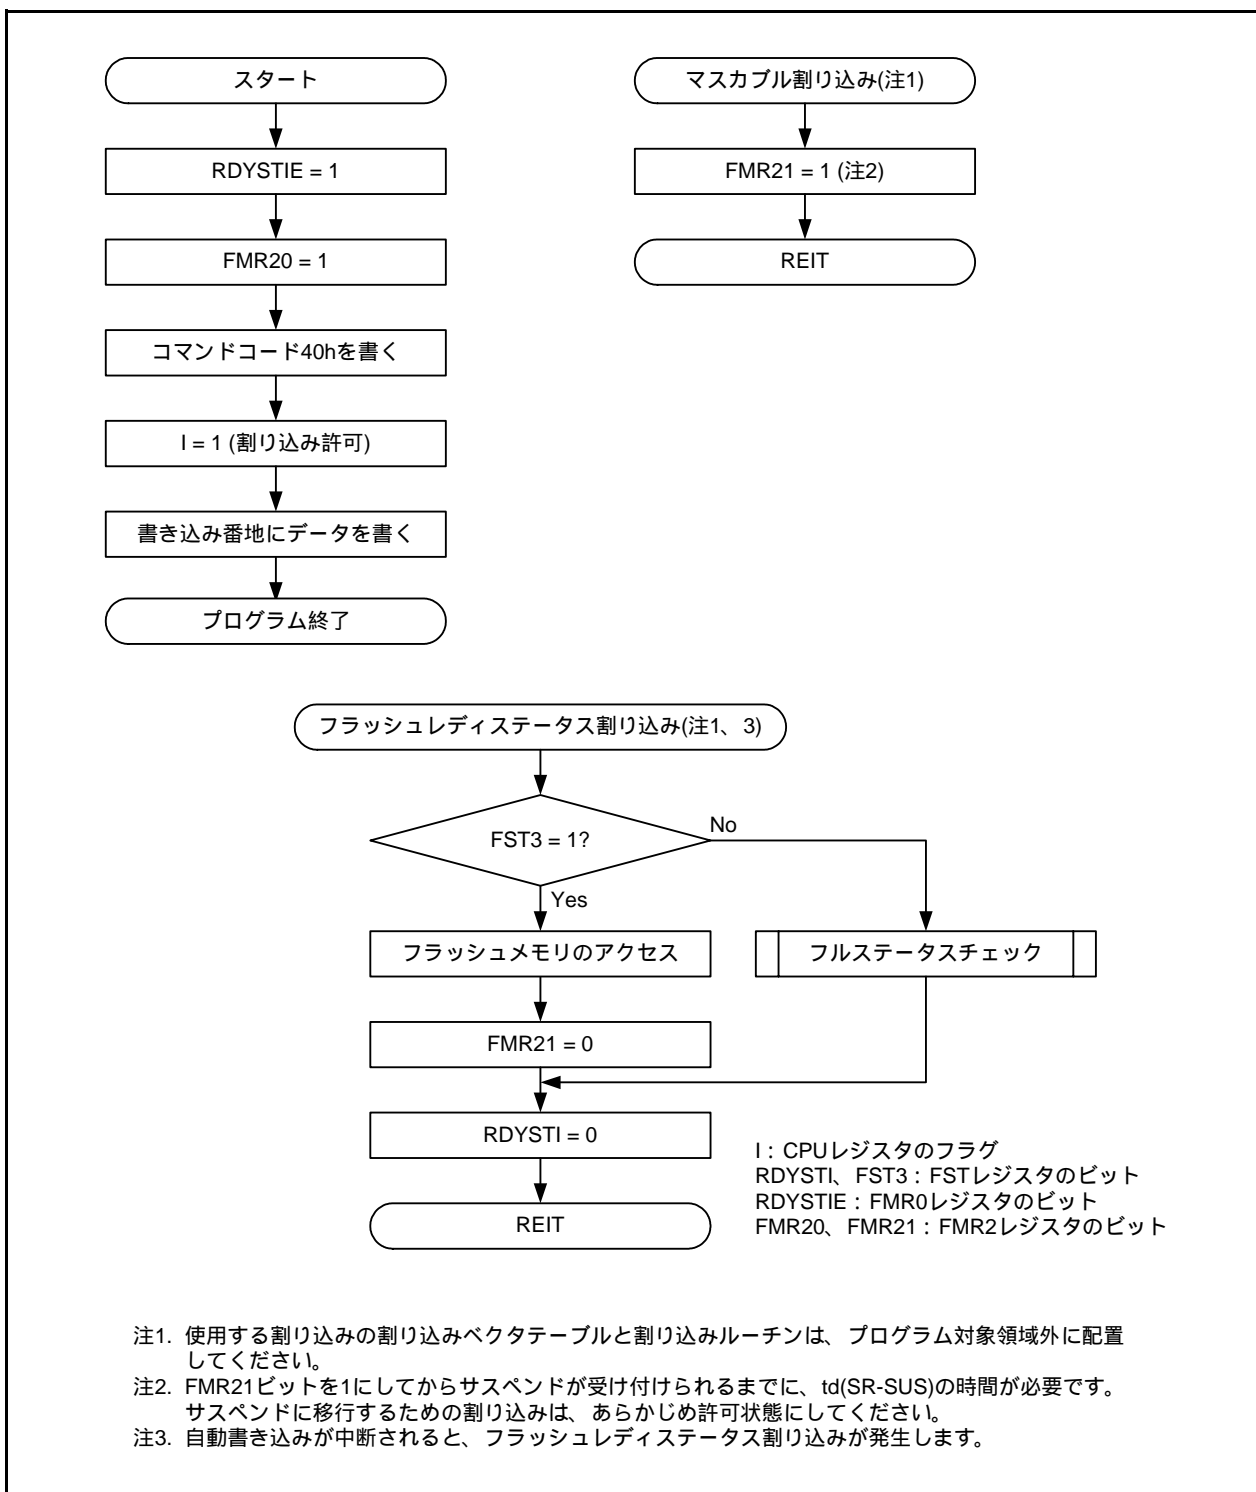 スタート
RDYSTIE = 1
FMR20 = 1
コマンドコード40hを書く
I = 1 (割り込み許可)
書き込み番地にデータを書く
プログラム終了
マスカブル割り込み(注1)
FMR21 = 1 (注2)
REIT
フラッシュレディステータス割り込み(注1、3)
FST3 = 1?
No
Yes
フラッシュメモリのアクセス
フルステータスチェック
FMR21 = 0
RDYSTI = 0
REIT
I：CPUレジスタのフラグ
RDYSTI、FST3：FSTレジスタのビット
RDYSTIE：FMR0レジスタのビット
FMR20、FMR21：FMR2レジスタのビット
注1. 使用する割り込みの割り込みベクタテーブルと割り込みルーチンは、プログラム対象領域外に配置
してください。
注2. FMR21ビットを1にしてからサスペンドが受け付けられるまでに、td(SR-SUS)の時間が必要です。
サスペンドに移行するための割り込みは、あらかじめ許可状態にしてください。
注3. 自動書き込みが中断されると、フラッシュレディステータス割り込みが発生します。